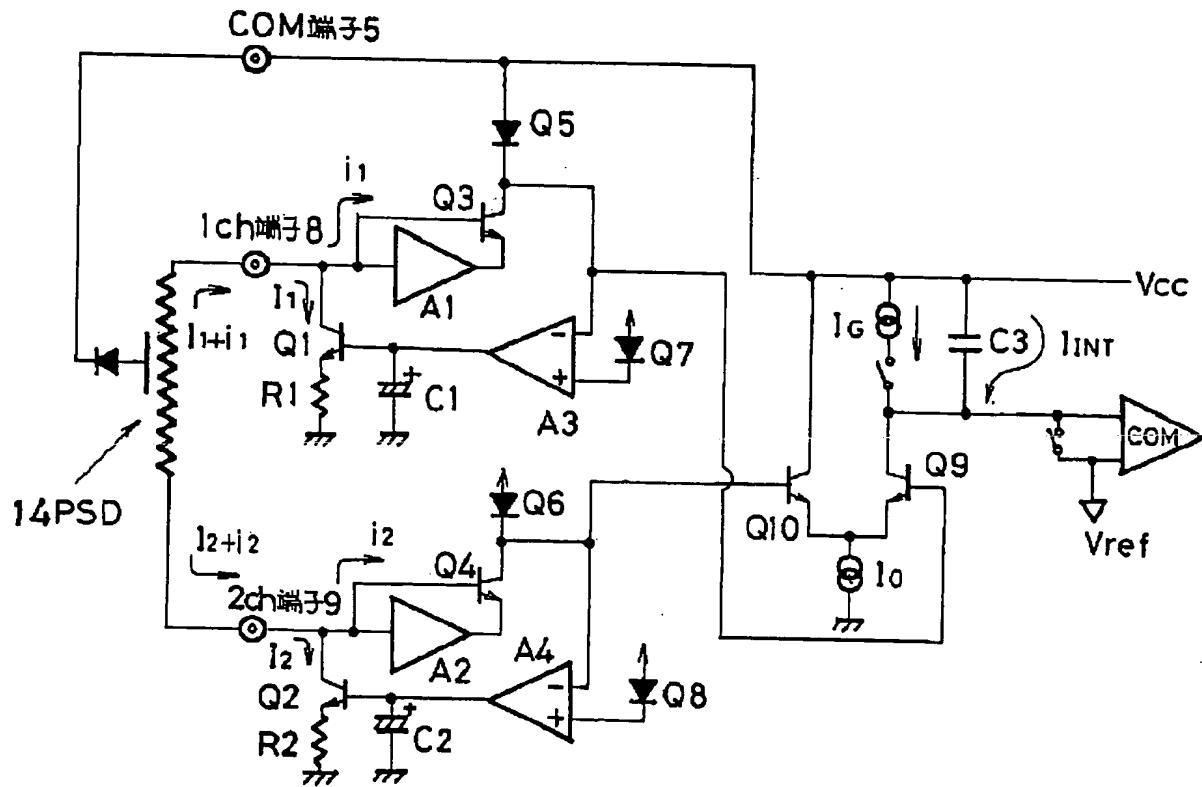 COM端子5
Q5
i1
Q3
1ch端子8
I1
I1+i1
A1
Q1
R1
C1
+
-
+
A3
Q7
Vcc
IG
C3
IINT
COM
Vref
Q9
Q10
IO
14PSD
Q6
I2+i2
i2
Q4
2ch端子9
I2
A2
A4
Q2
R2
C2
+
-
+
Q8